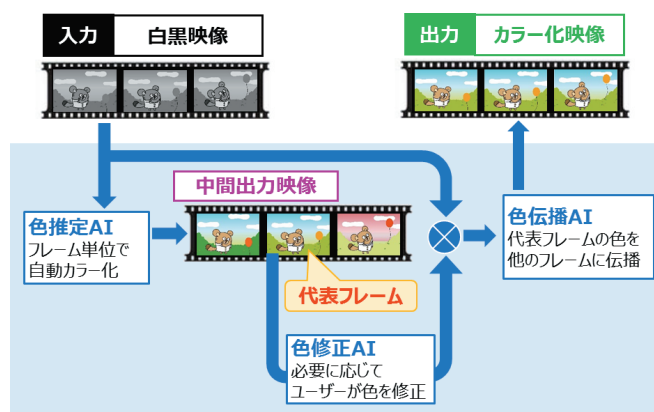 入力 白黒映像
出力 カラー化映像
中間出力映像
色推定AI
フレーム単位で
自動カラー化
代表フレーム
色修正AI
必要に応じて
ユーザーが色を修正
色伝播AI
代表フレームの色を
他のフレームに伝播